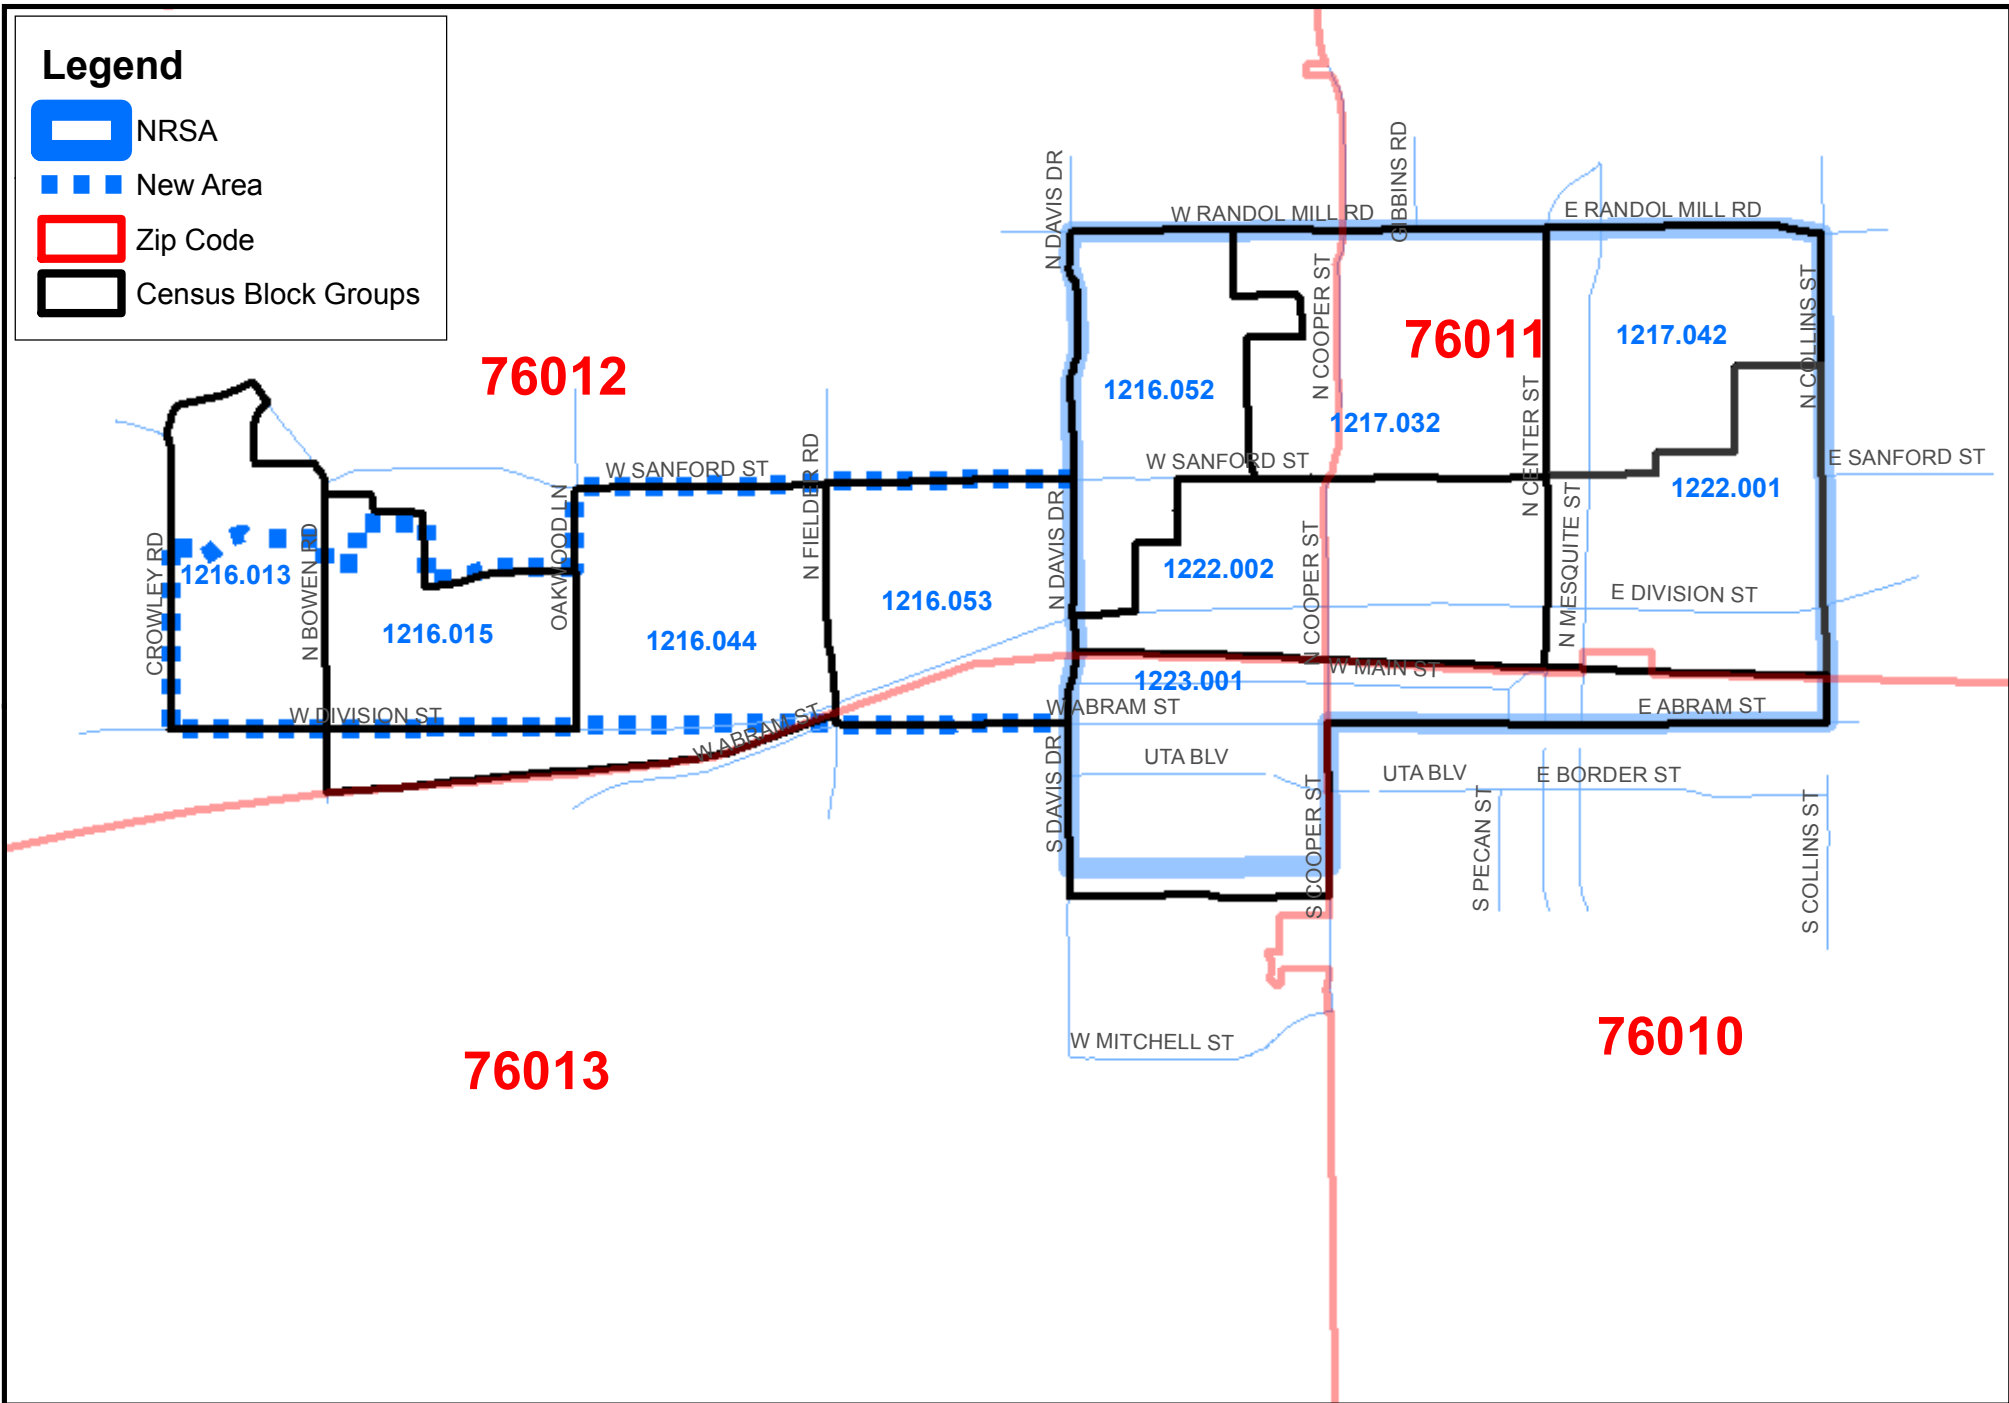 Legend
NRSA
New Area
Zip Code
Census Block Groups
N DAVIS DR
W RANDOL MILL RD
GIBBINS RD
E RANDOL MILL RD
N COOPER ST
N COLLINS ST
76012
76011
1217.042
1216.052
1217.032
N CENTER ST
W SANFORD ST
N FIELDER RD
W SANFORD ST
E SANFORD ST
1222.001
OAKWOOD LN
N DAVIS DR
N MESQUITE ST
CROWLEY RD
N BOWEN RD
1216.013
1222.002
N COOPER ST
1216.053
E DIVISION ST
1216.015
1216.044
W MAIN ST
1223.001
W DIVISION ST
W ABRAM ST
W ABRAM ST
E ABRAM ST
S DAVIS DR
UTA BLV
UTA BLV
E BORDER ST
S COOPER ST
S PECAN ST
S COLLINS ST
W MITCHELL ST
76013
76010